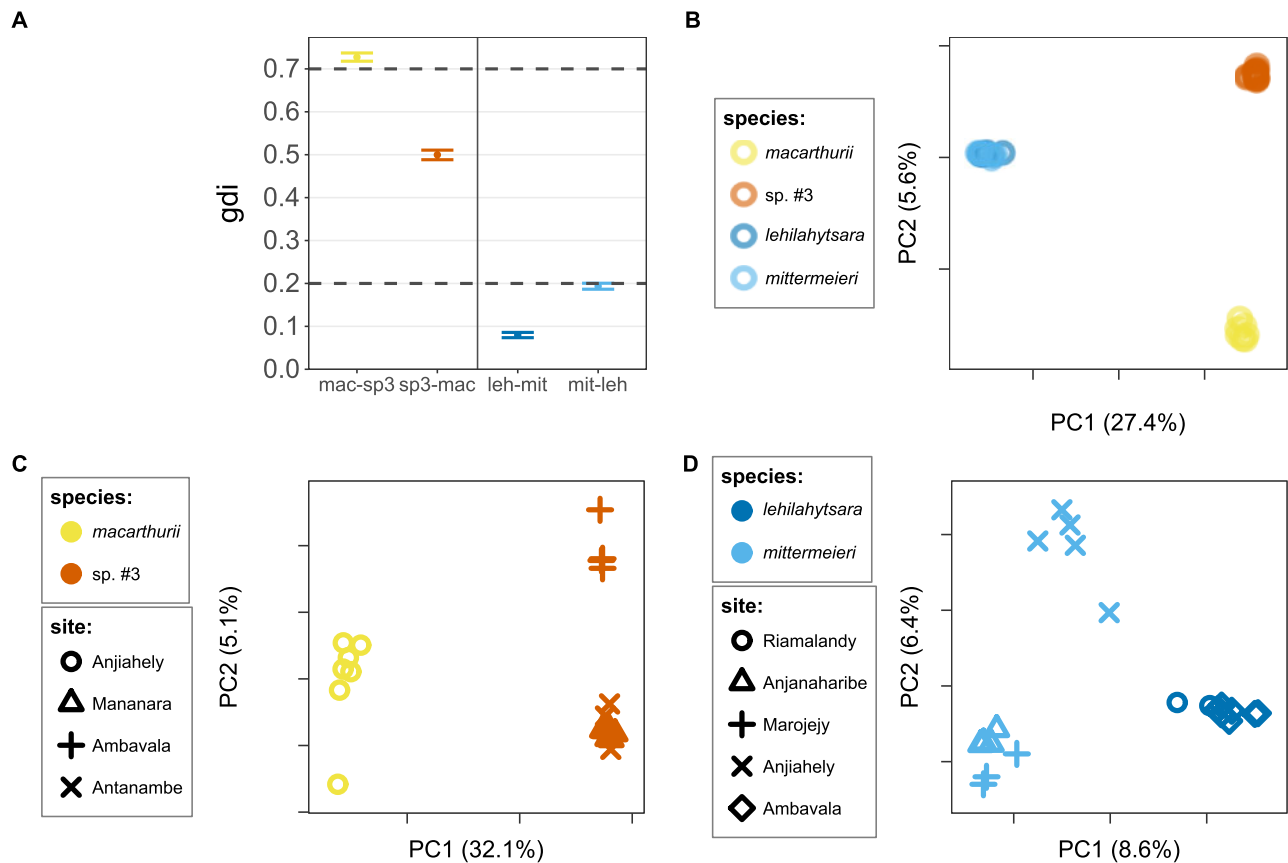 A
gdi
0.7
0.6
0.5
0.4
0.3
0.2
0.1
0.0
mac-sp3 sp3-mac leh-mit mit-leh
B
species:
macarthurii
sp. #3
lehilahytsara
mittermeieri
PC2 (5.6%)
PC1 (27.4%)
C
species:
macarthurii
sp. #3
site:
Anjiahely
Mananara
Ambavala
Antanambe
PC2 (5.1%)
PC1 (32.1%)
D
species:
lehilahytsara
mittermeieri
site:
Riamalandy
Anjanaharibe
Marojejy
Anjiahely
Ambavala
PC2 (6.4%)
PC1 (8.6%)